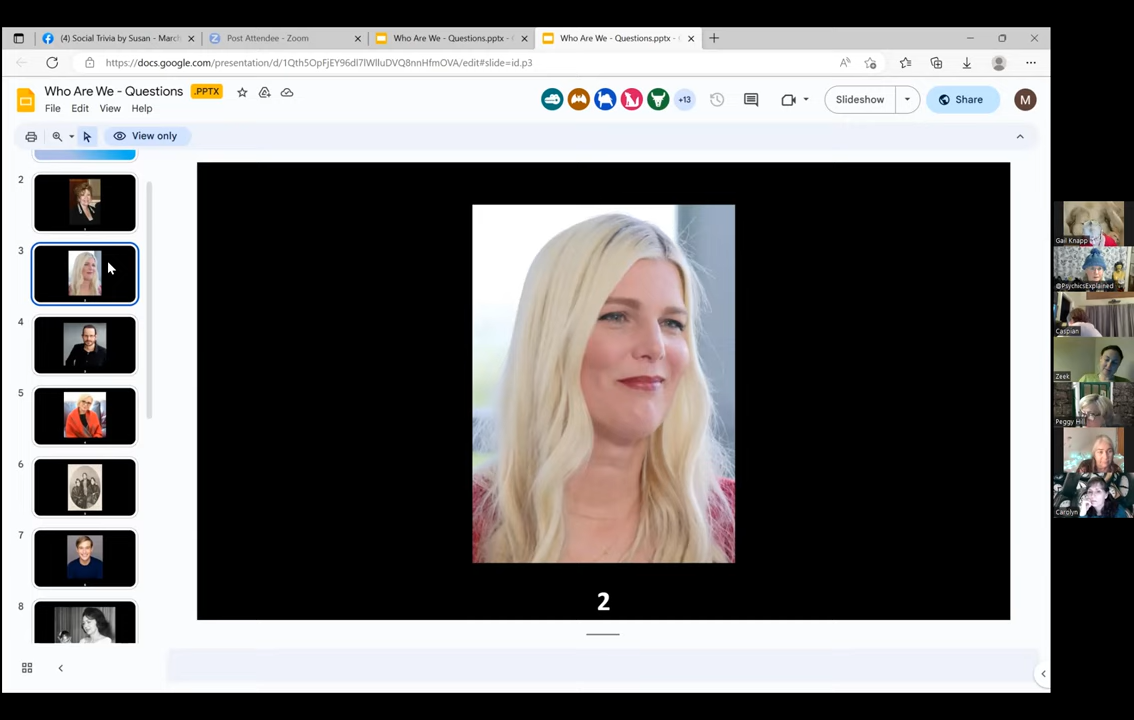 (4) Social Trivia by Susan - March
Post Attendee - Zoom
Who Are We - Questions.pptx -
Who Are We - Questions.pptx -
https://docs.google.com/presentation/d/1Qth5OpFjEY96dl7lWlluDVQ8nnHfmOVA/edit#slide=id.p3
Who Are We - Questions .PPTX
File Edit View Help
+13
Slideshow
Share
M
View only
2
3
4
5
6
7
8
2
Gail Knapp
@PsychicsExplained
Caspian
Zeek
Peggy Hill
Carolyn